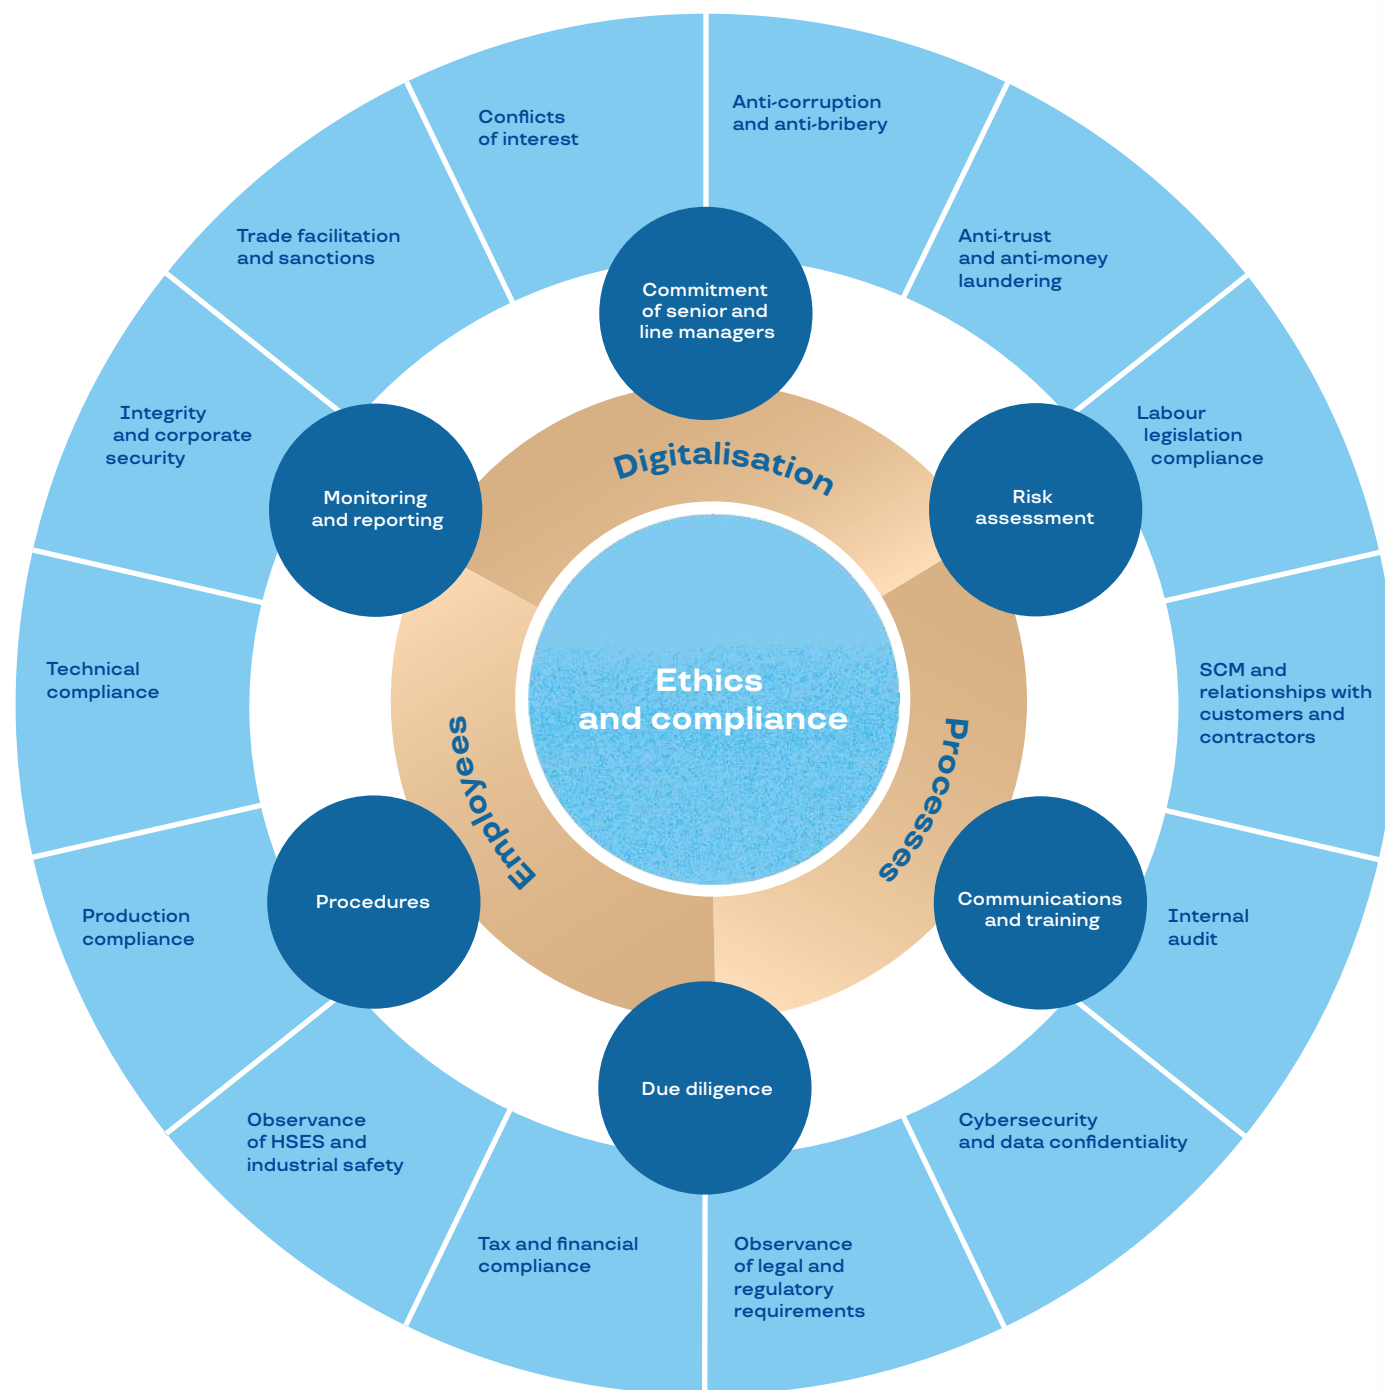 Conflicts
of interest
Anti-corruption
and anti-bribery
Trade facilitation
and sanctions
Anti-trust
and anti-money
laundering
Commitment
of senior and
line managers
Integrity
and corporate
security
Labour
legislation
compliance
Digitalisation
Monitoring
and reporting
Risk
assessment
Technical
compliance
Ethics
and compliance
SCM and
relationships with
customers and
contractors
Employees
Processes
Procedures
Communications
and training
Production
compliance
Internal
audit
Due diligence
Observance
of HSES and
industrial safety
Cybersecurity
and data confidentiality
Tax and financial
compliance
Observance
of legal and
regulatory
requirements